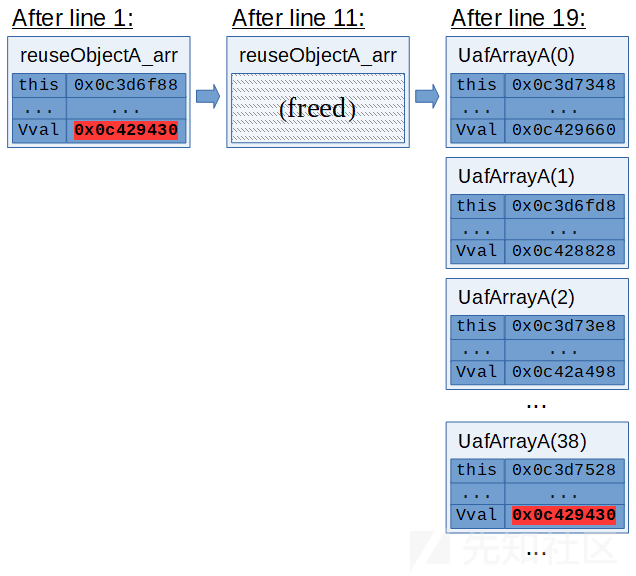 After line 1:
reuseObjectA_arr
this 0x0c3d6f88
... ...
Vval 0x0c429430
After line 11:
reuseObjectA_arr
(freed)
After line 19:
UafArrayA(0)
this 0x0c3d7348
... ...
Vval 0x0c429660
UafArrayA(1)
this 0x0c3d6fd8
... ...
Vval 0x0c428828
UafArrayA(2)
this 0x0c3d73e8
... ...
Vval 0x0c42a498
...
UafArrayA(38)
this 0x0c3d7528
... ...
Vval 0x0c429430
...
先知社区